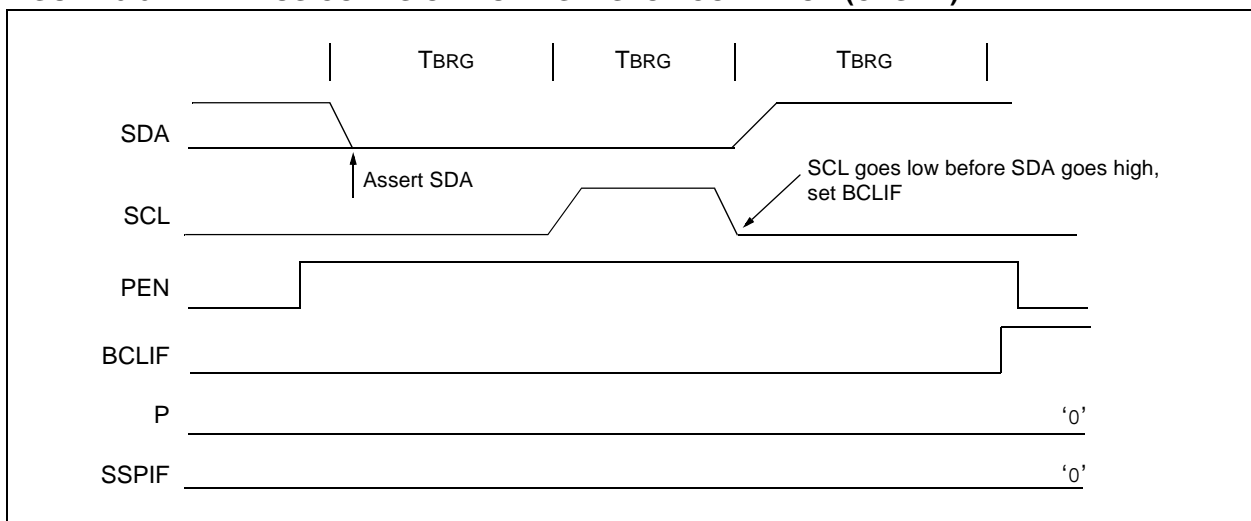 TBRG TBRG TBRG
SDA
Assert SDA
SCL goes low before SDA goes high,
set BCLIF
SCL
PEN
BCLIF
P
‘0’
SSPIF
‘0’